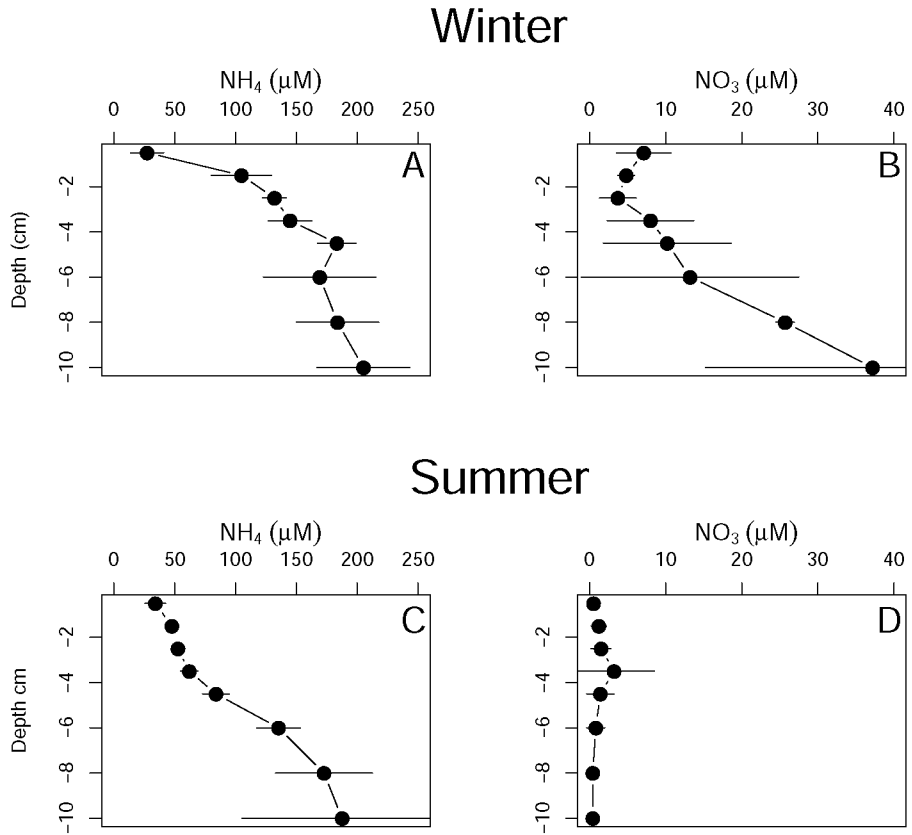 Winter
NH₄ (μM) NO₃ (μM)
0 50 100 150 200 250 0 10 20 30 40
A B
Depth (cm)
-2 -4 -6 -8 -10 -2 -4 -6 -8 -10
Summer
NH₄ (μM) NO₃ (μM)
0 50 100 150 200 250 0 10 20 30 40
C D
Depth cm
-2 -4 -6 -8 -10 -2 -4 -6 -8 -10